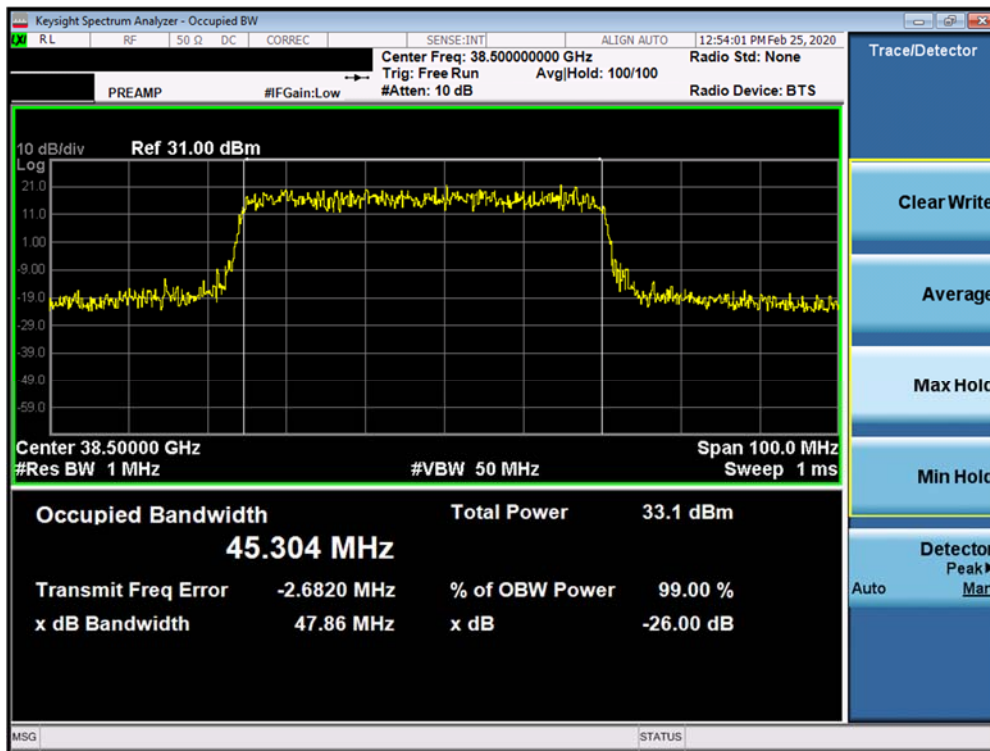 Keysight Spectrum Analyzer - Occupied BW
LXI RL RF 50 Ω DC CORREC SENSE:INT ALIGN AUTO 12:54:01 PM Feb 25, 2020
Center Freq: 38.500000000 GHz Radio Std: None
Trig: Free Run Avg|Hold: 100/100
PREAMP #IFGain:Low #Atten: 10 dB Radio Device: BTS
10 dB/div Ref 31.00 dBm
Log
21.0
11.0
1.00
-9.00
-19.0
-29.0
-39.0
-49.0
-59.0
Center 38.50000 GHz Span 100.0 MHz
#Res BW 1 MHz #VBW 50 MHz Sweep 1 ms
Occupied Bandwidth Total Power 33.1 dBm
45.304 MHz
Transmit Freq Error -2.6820 MHz % of OBW Power 99.00 %
x dB Bandwidth 47.86 MHz x dB -26.00 dB
MSG STATUS
Trace/Detector
Clear Write
Average
Max Hold
Min Hold
Detector
Peak
Auto Man